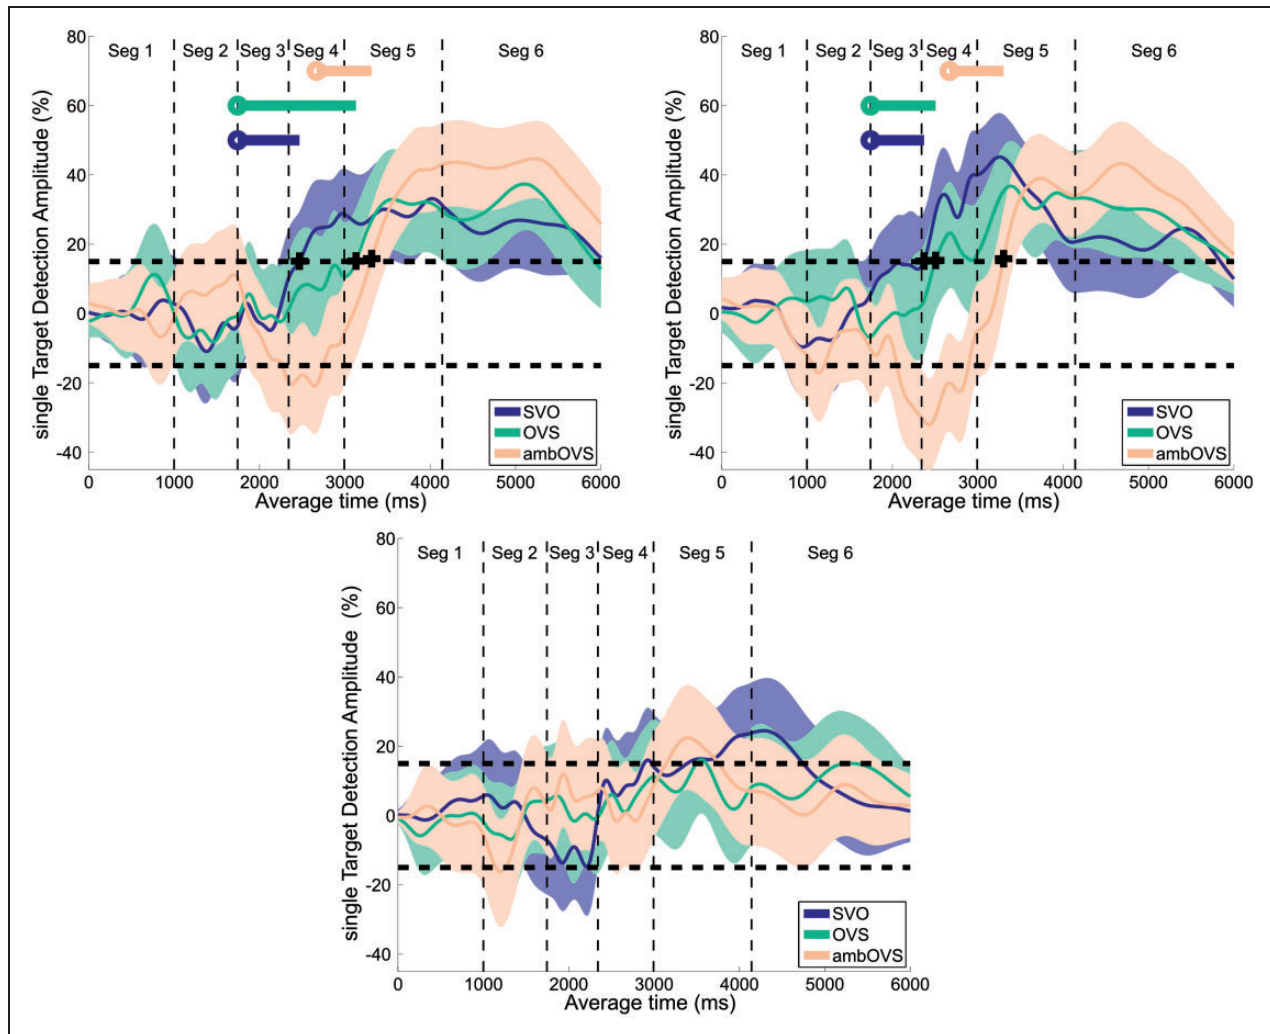 80
Seg 1 Seg 2 Seg 3 Seg 4 Seg 5 Seg 6
60
40
20
0
-20
-40
single Target Detection Amplitude (%)
SVO
OVS
ambOVS
0 1000 2000 3000 4000 5000 6000
Average time (ms)
80
Seg 1 Seg 2 Seg 3 Seg 4 Seg 5 Seg 6
60
40
20
0
-20
-40
single Target Detection Amplitude (%)
SVO
OVS
ambOVS
0 1000 2000 3000 4000 5000 6000
Average time (ms)
80
Seg 1 Seg 2 Seg 3 Seg 4 Seg 5 Seg 6
60
40
20
0
-20
-40
single Target Detection Amplitude (%)
SVO
OVS
ambOVS
0 1000 2000 3000 4000 5000 6000
Average time (ms)